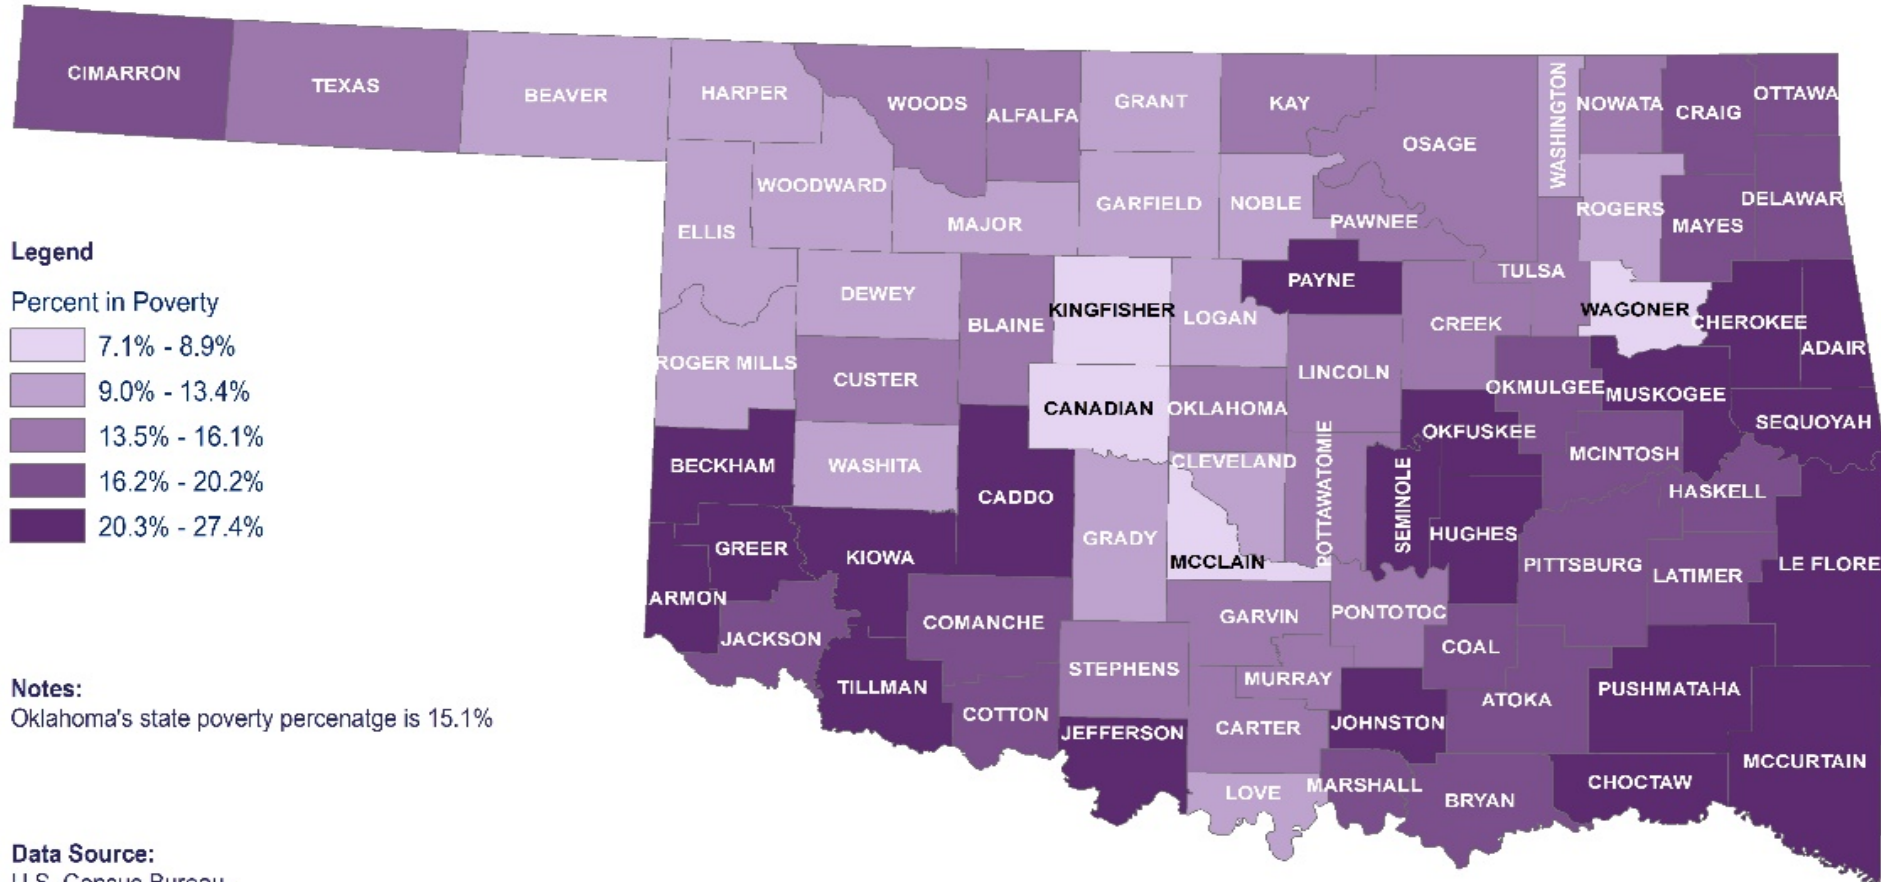 CIMARRON
TEXAS
BEAVER
HARPER
WOODS
ALFALFA
GRANT
KAY
OSAGE
WASHINGTON
NOWATA
CRAIG
OTTAWA
ELLIS
WOODWARD
MAJOR
GARFIELD
NOBLE
PAWNEE
ROGERS
MAYES
DELAWAR
DEWEY
BLAINE
KINGFISHER
LOGAN
PAYNE
CREEK
TULSA
WAGONER
CHEROKEE
ADAIR
ROGER MILLS
CUSTER
CANADIAN
OKLAHOMA
LINCOLN
OKMULGEE
MUSKOGEE
SEQUOYAH
BECKHAM
WASHITA
CADDO
GRADY
CLEVELAND
MCCLAIN
POTTAWATOMIE
SEMINOLE
OKFUSKEE
HUGHES
MCINTOSH
HASKELL
PITTSBURG
LATIMER
LE FLORE
GREER
KIOWA
ARMON
JACKSON
COMANCHE
TILLMAN
COTTON
STEPHENS
JEFFERSON
GARVIN
MURRAY
CARTER
LOVE
PONTOTOC
JOHNSTON
MARSHALL
COAL
ATOKA
BRYAN
PUSHMATAHA
CHOCTAW
MCCURTAIN
Legend
Percent in Poverty
7.1% - 8.9%
9.0% - 13.4%
13.5% - 16.1%
16.2% - 20.2%
20.3% - 27.4%
Notes:
Oklahoma's state poverty percenatge is 15.1%
Data Source:
U.S. Census Bureau